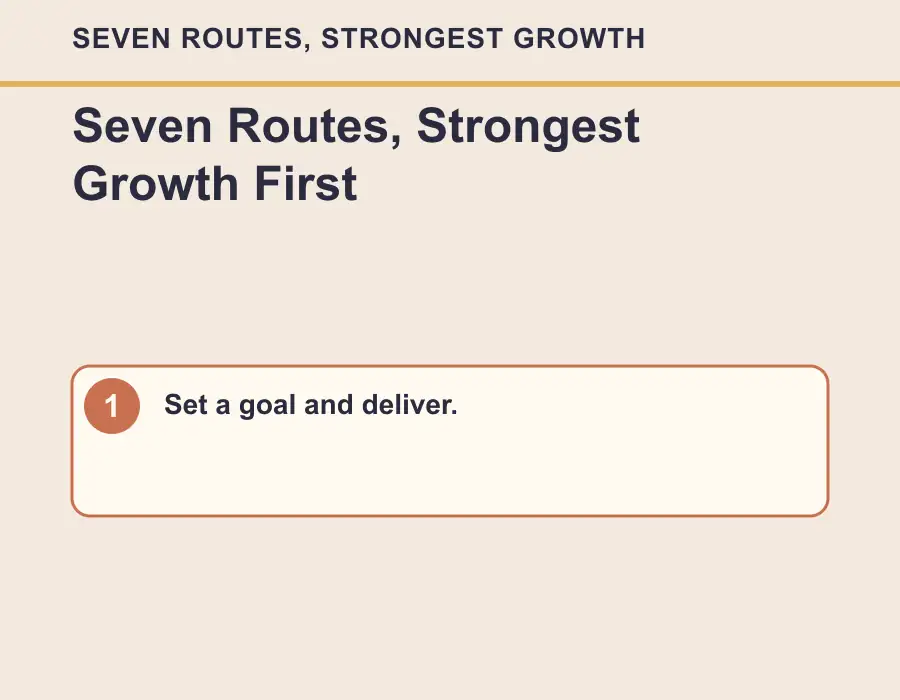 SEVEN ROUTES, STRONGEST GROWTH
Seven Routes, Strongest
Growth First
1
Set a goal and deliver.